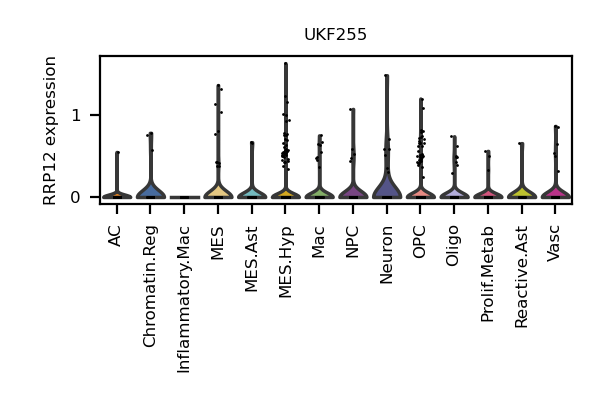 UKF255
RRP12 expression
1
0
AC
Chromatin.Reg
Inflammatory.Mac
MES
MES.Ast
MES.Hyp
Mac
NPC
Neuron
OPC
Oligo
Prolif.Metab
Reactive.Ast
Vasc